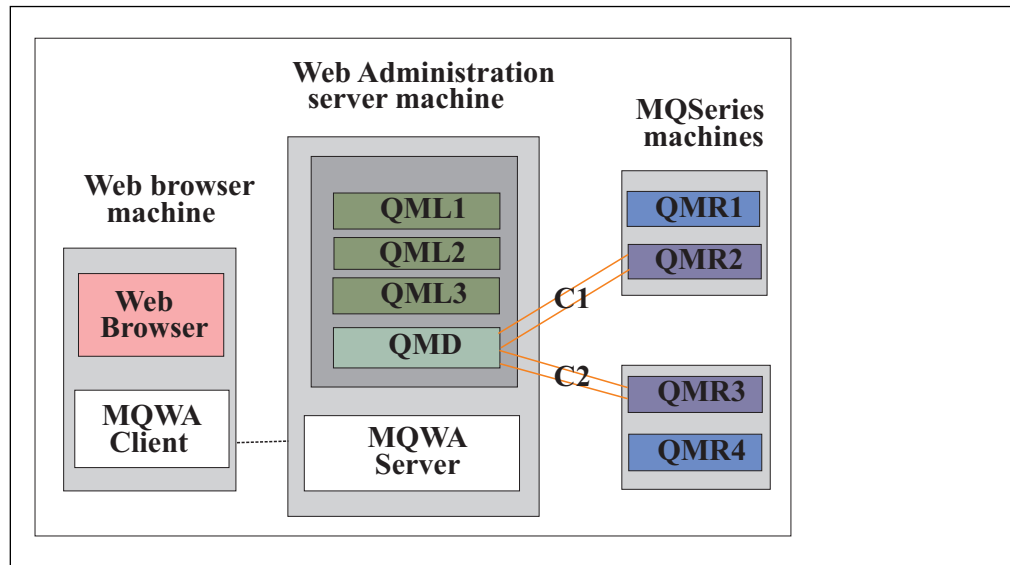 Web Administration
server machine
MQSeries
machines
Web browser
machine
QML1
QML2
QML3
QMD
QMR1
QMR2
C1
C2
Web
Browser
MQWA
Client
MQWA
Server
QMR3
QMR4